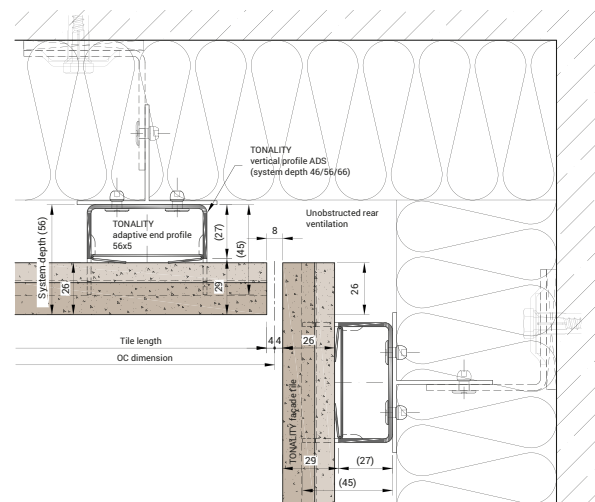 TONALITY
vertical profile ADS
(system depth 46/56/66)
TONALITY
adaptive end profile
56x5
Unobstructed rear
ventilation
8
(27)
(45)
System depth (56)
26
29
26
Tile length
4 4
26
OC dimension
TONALITY façade tile
29
(27)
(45)